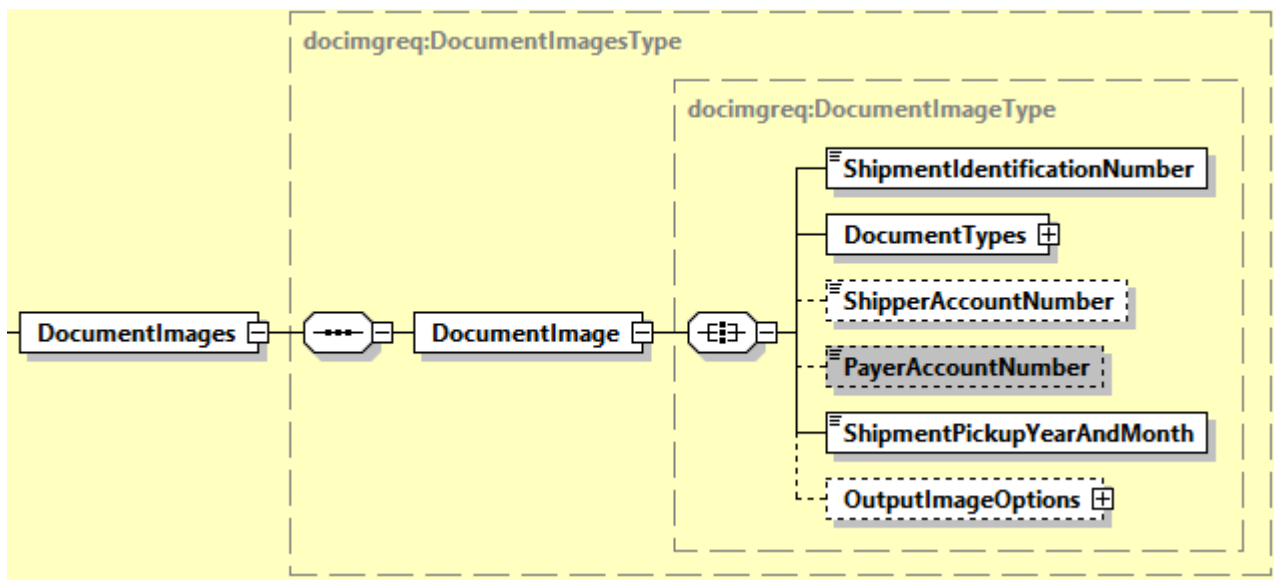 docimgreq:DocumentImagesType
docimgreq:DocumentImageType
ShipmentIdentificationNumber
DocumentTypes
ShipperAccountNumber
DocumentImages
DocumentImage
PayerAccountNumber
ShipmentPickupYearAndMonth
OutputImageOptions